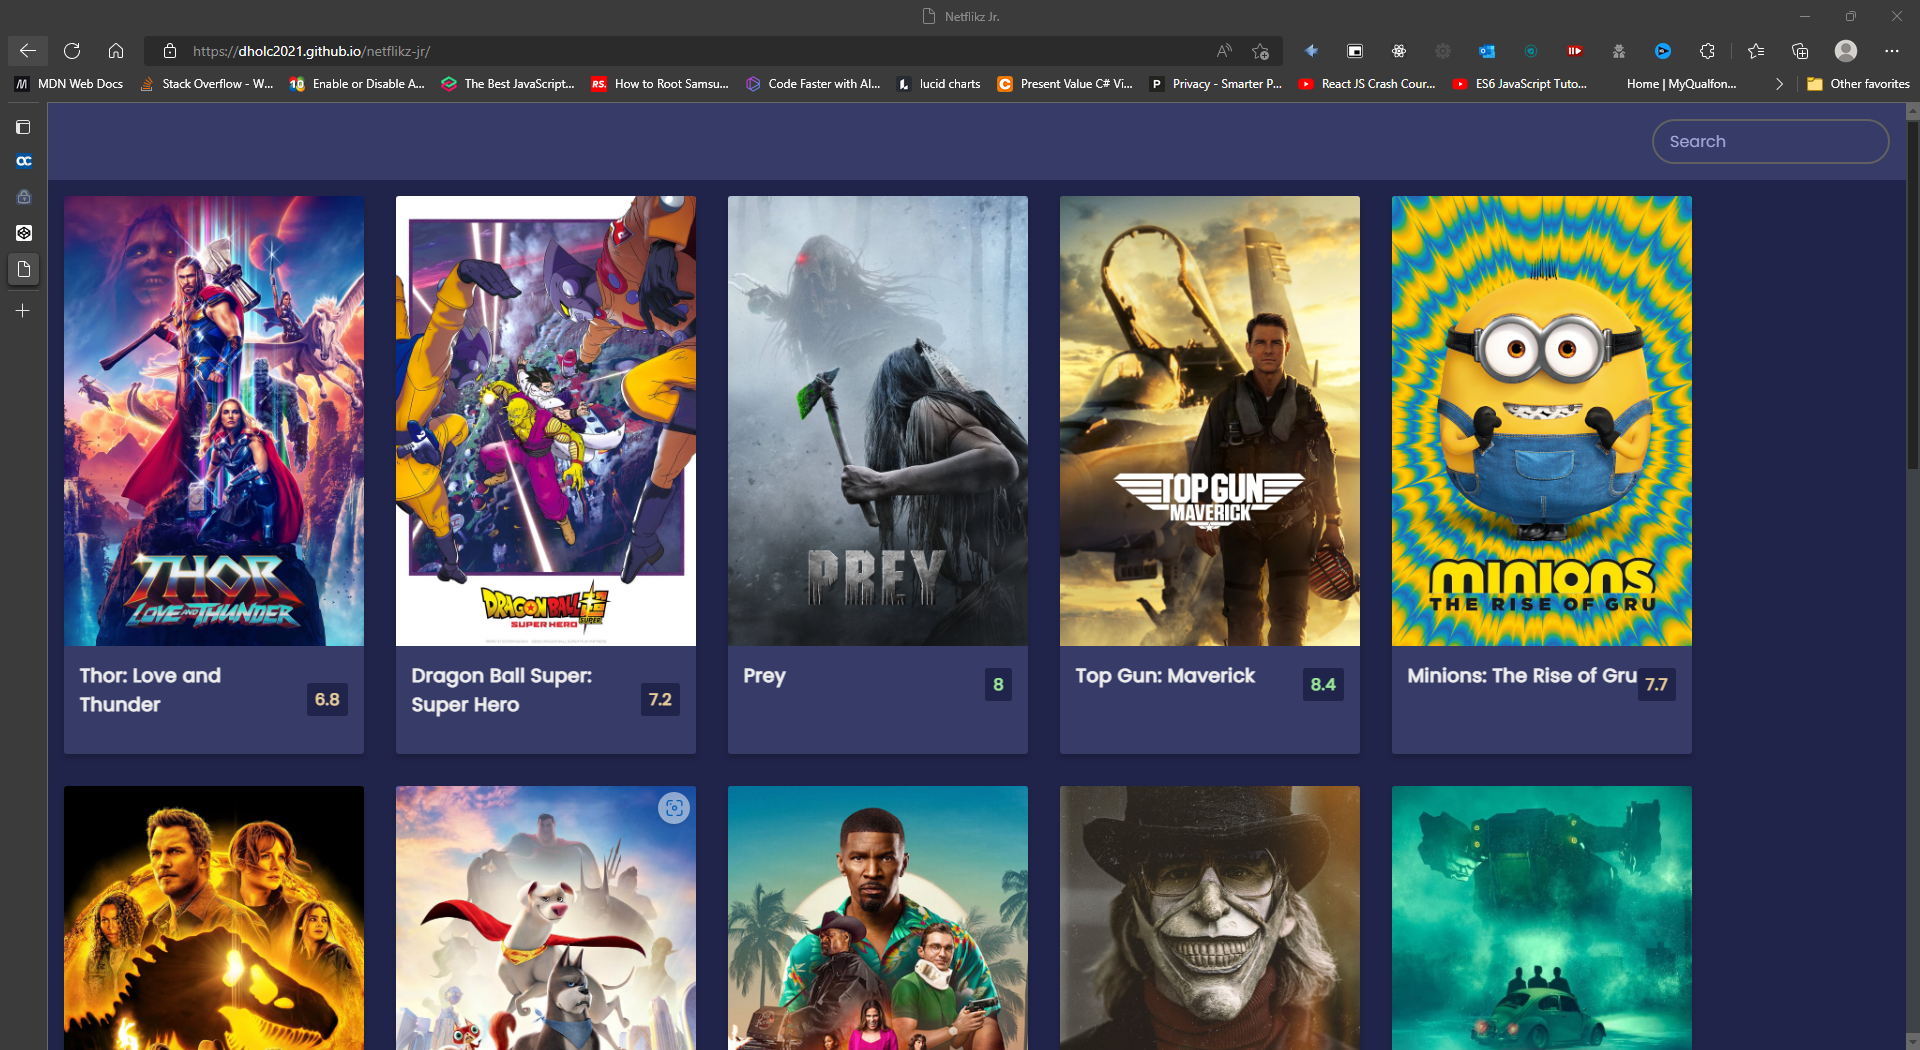 Netflikz Jr.
https://dholc2021.github.io/netflikz-jr/
MDN Web Docs
Stack Overflow - W...
Enable or Disable A...
The Best JavaScript...
RS.
How to Root Samsu...
Code Faster with AI...
lucid charts
Present Value C# Vi...
P
Privacy - Smarter P...
React JS Crash Cour...
ES6 JavaScript Tuto...
Home | MyQualfon...
Other favorites
Search
THOR
LOVE AND THUNDER
DRAGON BALL
SUPER
SUPER HERO
PREY
TOP GUN
MAVERICK
MINIONS
THE RISE OF GRU
Thor: Love and
Thunder
6.8
Dragon Ball Super:
Super Hero
7.2
Prey
8
Top Gun: Maverick
8.4
Minions: The Rise of Gru
7.7